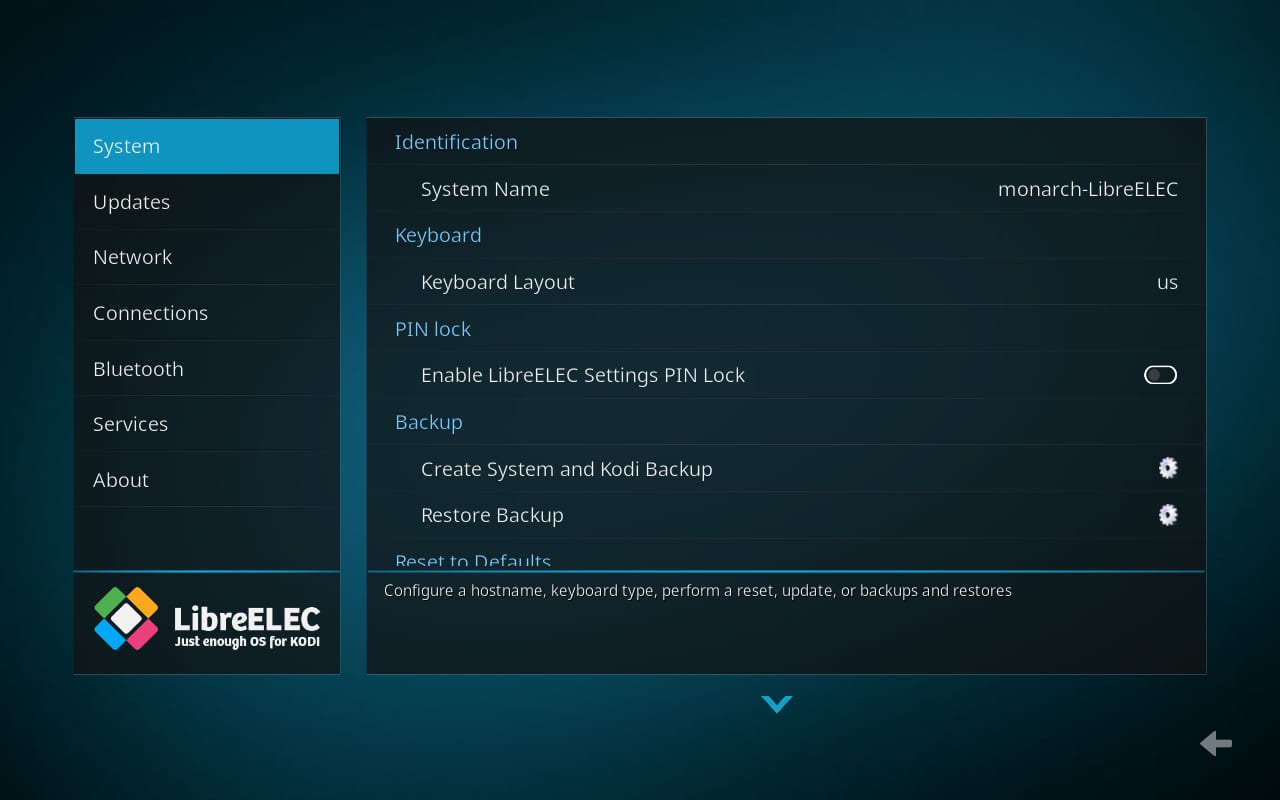 System
Updates
Network
Connections
Bluetooth
Services
About
LibreELEC
Just enough OS for KODI
Identification
System Name monarch-LibreELEC
Keyboard
Keyboard Layout us
PIN lock
Enable LibreELEC Settings PIN Lock
Backup
Create System and Kodi Backup
Restore Backup
Reset to Defaults
Configure a hostname, keyboard type, perform a reset, update, or backups and restores